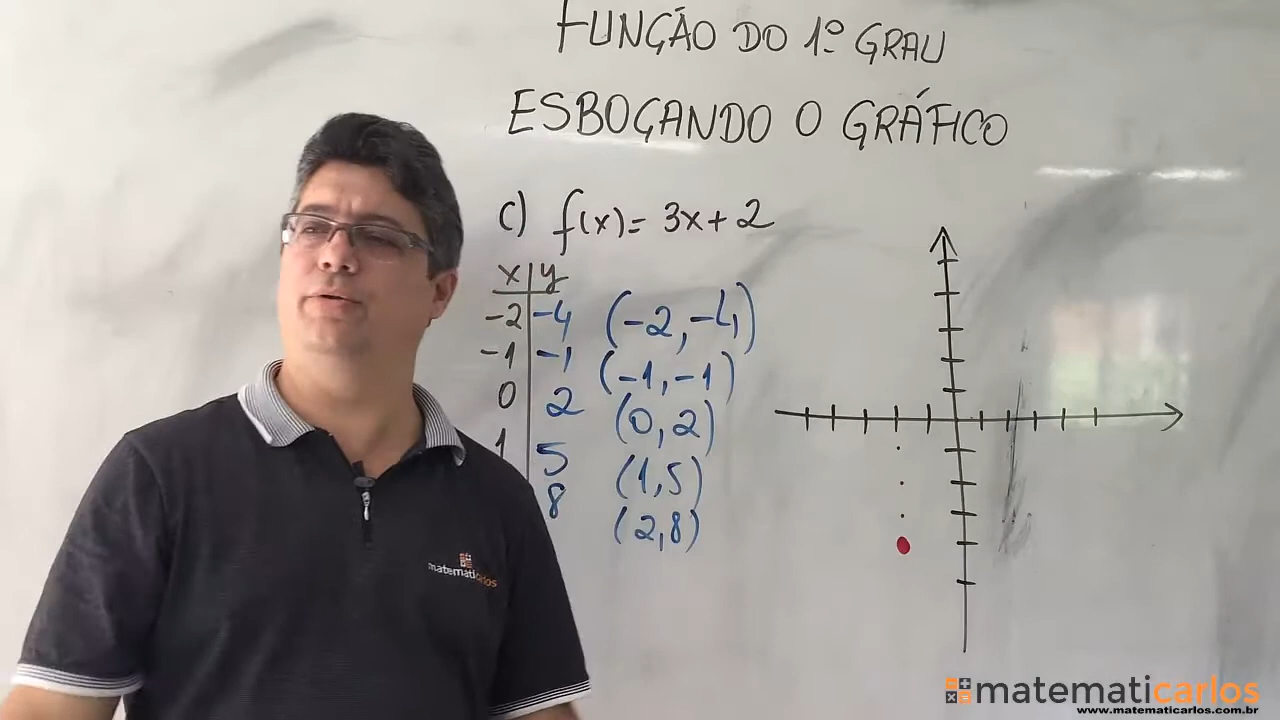 FUNÇÃO DO 1º GRAU
ESBOÇANDO O GRÁFICO
c) f(x)= 3x+2
x y
-2 -4 (-2,-4)
-1 -1 (-1,-1)
0 2 (0,2)
1 5 (1,5)
8 (2,8)
matematicarlos
matematicarlos
www.matematicarlos.com.br